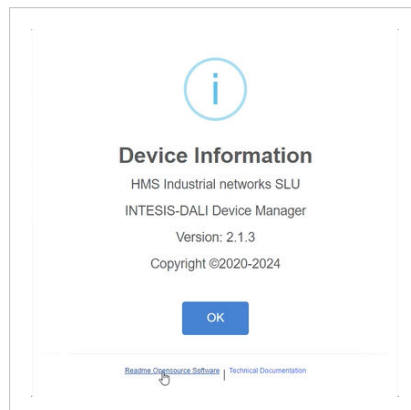 i
Device Information
HMS Industrial networks SLU
INTESIS-DALI Device Manager
Version: 2.1.3
Copyright ©2020-2024
OK
Readme Opensource Software | Technical Documentation